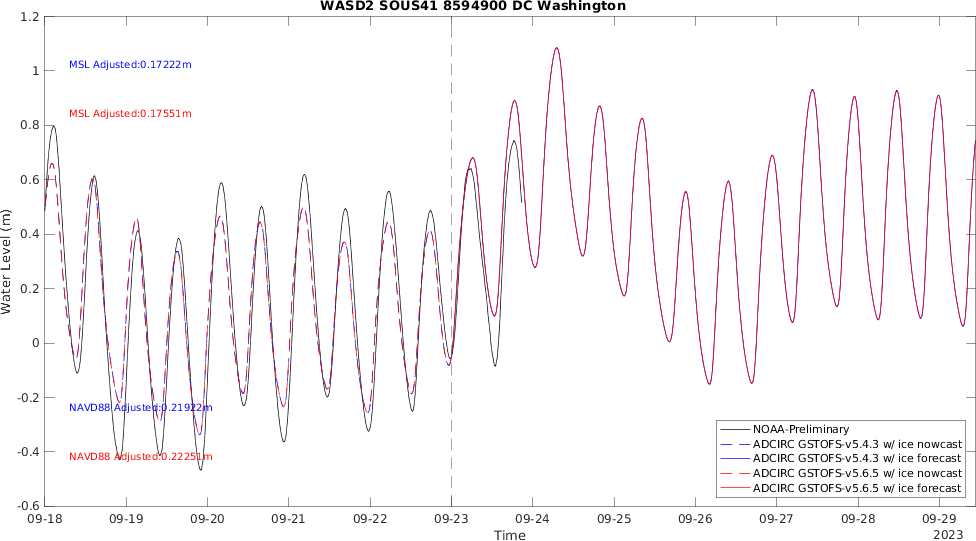 WASD2 SOUS41 8594900 DC Washington
1.2
1
0.8
0.6
0.4
0.2
0
-0.2
-0.4
-0.6
Water Level (m)
MSL Adjusted:0.17222m
MSL Adjusted:0.17551m
NAVD88 Adjusted:0.21922m
NAVD88 Adjusted:0.22251m
NOAA-Preliminary
ADCIRC GSTOFS-v5.4.3 w/ ice nowcast
ADCIRC GSTOFS-v5.4.3 w/ ice forecast
ADCIRC GSTOFS-v5.6.5 w/ ice nowcast
ADCIRC GSTOFS-v5.6.5 w/ ice forecast
09-18 09-19 09-20 09-21 09-22 09-23 09-24 09-25 09-26 09-27 09-28 09-29
Time
2023